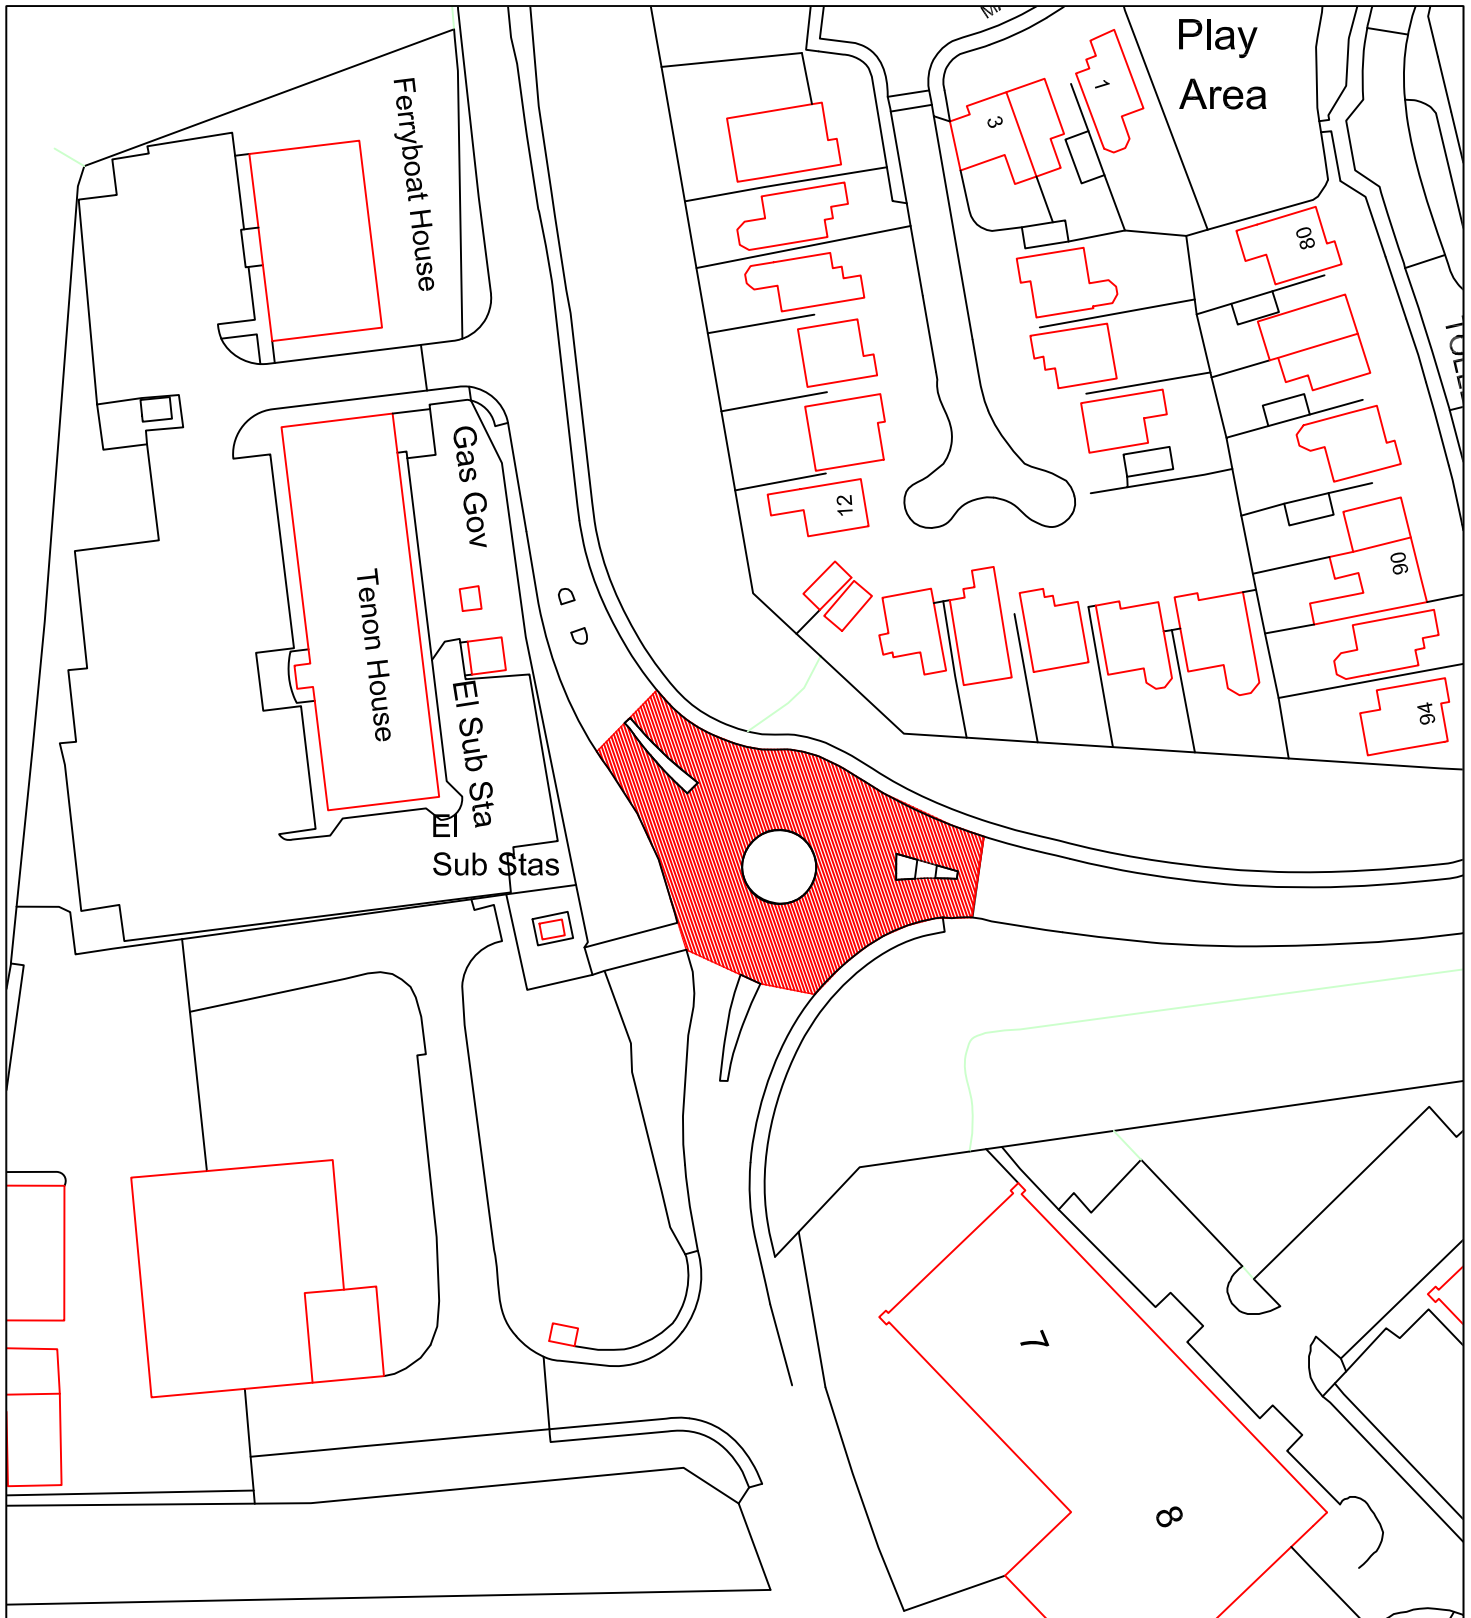 Play
Area
Ferryboat House
1
3
80
Gas Gov
12
90
Tenon House
El Sub Sta
94
El
Sub Stas
7
8